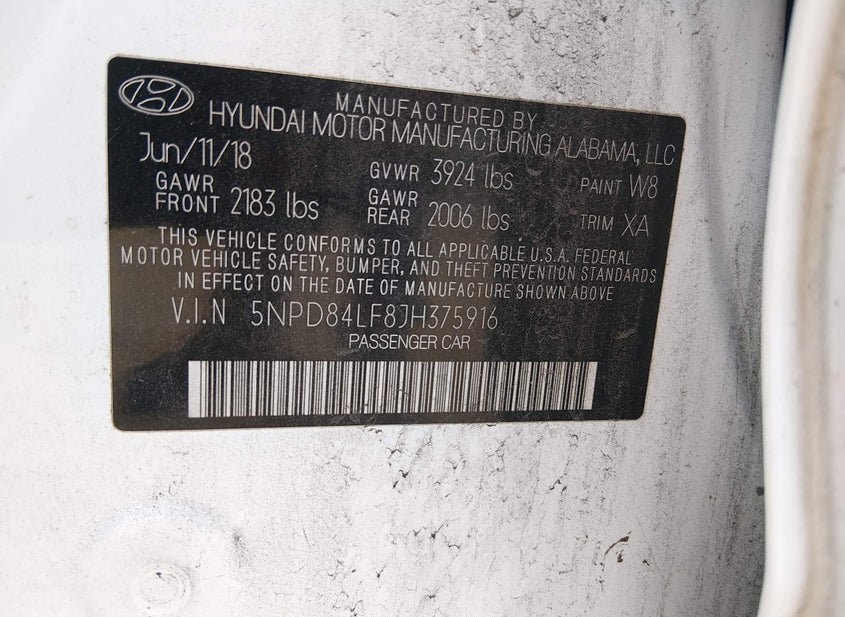 MANUFACTURED BY
HYUNDAI MOTOR MANUFACTURING ALABAMA, LLC
Jun/11/18 GVWR 3924 lbs PAINT W8
GAWR FRONT 2183 lbs GAWR REAR 2006 lbs TRIM XA
THIS VEHICLE CONFORMS TO ALL APPLICABLE U.S.A. FEDERAL
MOTOR VEHICLE SAFETY, BUMPER, AND THEFT PREVENTION STANDARDS
IN EFFECT ON THE DATE OF MANUFACTURE SHOWN ABOVE
V.I.N 5NPD84LF8JH375916
PASSENGER CAR